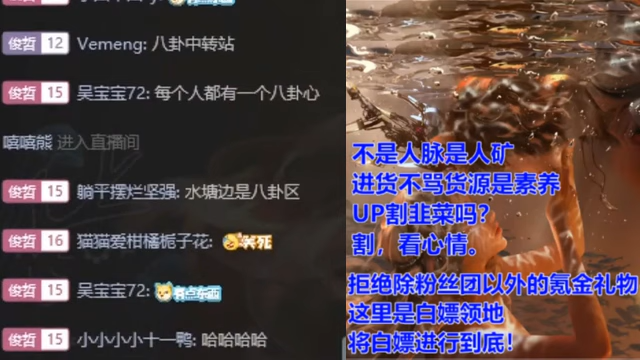 俊哲 12 Vemeng: 八卦中转站
俊哲 15 吴宝宝72: 每个人都有一个八卦心
嘻嘻熊 进入直播间
俊哲 15 躺平摆烂坚强: 水塘边是八卦区
俊哲 16 猫猫爱柑橘栀子花: 笑死
俊哲 15 吴宝宝72: 有点东西
俊哲 15 小小小小十一鸭: 哈哈哈哈
不是人脉是人矿
进货不骂货源是素养
UP割韭菜吗?
割，看心情。
拒绝除粉丝团以外的氪金礼物
这里是白嫖领地
将白嫖进行到底!